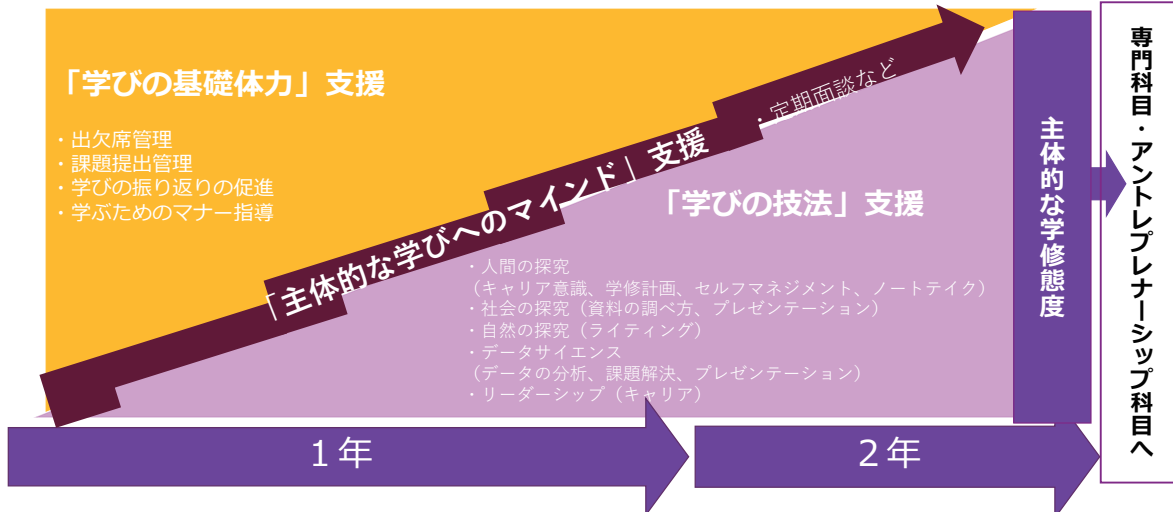 「学びの基礎体力」支援
・出欠席管理
・課題提出管理
・学びの振り返りの促進
・学ぶためのマナー指導
「主体的な学びへのマインド」支援
・定期面談など
「学びの技法」支援
・人間の探究
（キャリア意識、学修計画、セルフマネジメント、ノートテイク）
・社会の探究（資料の調べ方、プレゼンテーション）
・自然の探究（ライティング）
・データサイエンス
（データの分析、課題解決、プレゼンテーション）
・リーダーシップ（キャリア）
主体的な学修態度
専門科目・アントレプレナーシップ科目へ
１年
２年